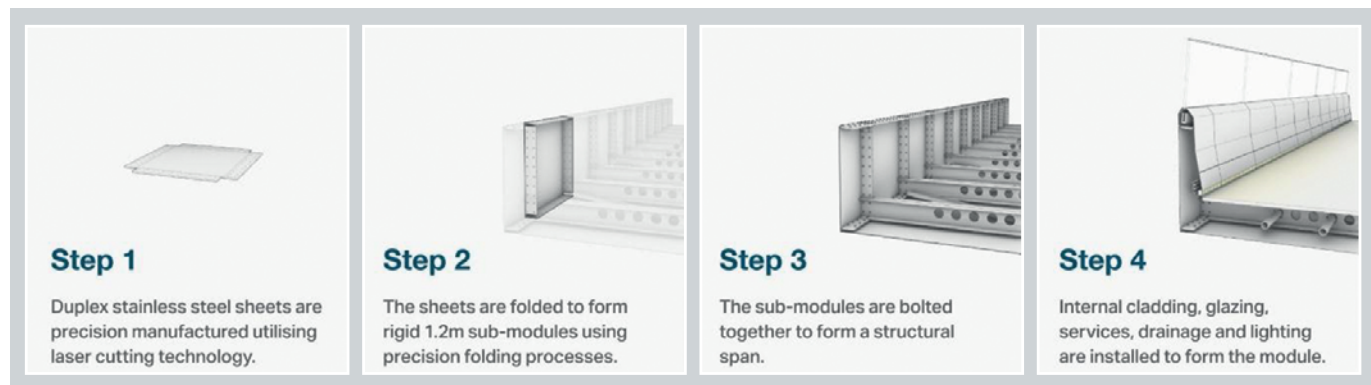 Step 1
Duplex stainless steel sheets are
precision manufactured utilising
laser cutting technology.
Step 2
The sheets are folded to form
rigid 1.2m sub-modules using
precision folding processes.
Step 3
The sub-modules are bolted
together to form a structural
span.
Step 4
Internal cladding, glazing,
services, drainage and lighting
are installed to form the module.